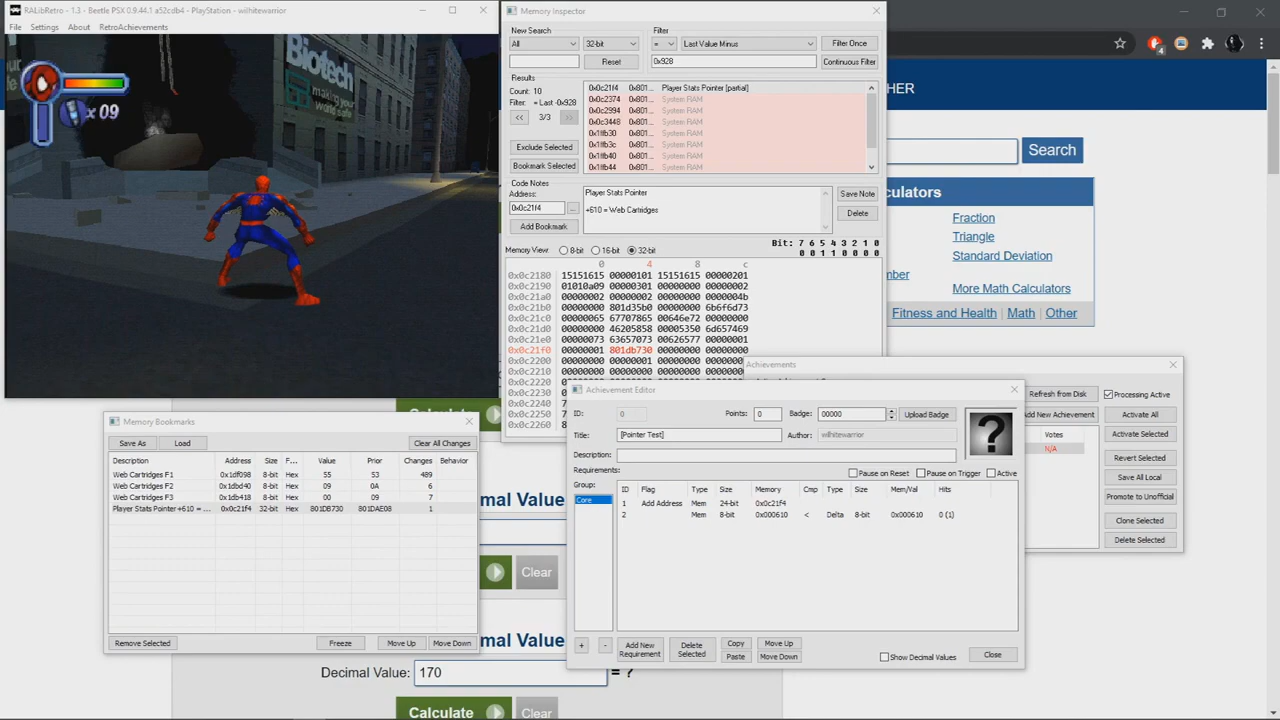 RALibRetro - 1.3 - Beetle PSX 0.9.44.1 a52cdb4 - PlayStation - wilhitewarrior
File Settings About RetroAchievements
Biotech
making your
world safe
x 09
Memory Inspector
New Search
All 32-bit
Reset
Filter
= Last Value Minus Filter Once
0x928 Continuous Filter
Results
Count: 10
Filter: = Last -0x928
<< 3/3 >>
Exclude Selected
Bookmark Selected
0x0c21f4 0x801... Player Stats Pointer [partial]
0x0c2374 0x801... System RAM
0x0c2994 0x801... System RAM
0x0c3448 0x801... System RAM
0x1ffb30 0x801... System RAM
0x1ffb3c 0x801... System RAM
0x1ffb40 0x801... System RAM
0x1ffb44 0x801... System RAM
Code Notes
Address:
0x0c21f4 ...
Add Bookmark
Player Stats Pointer
+610 = Web Cartridges
Save Note
Delete
Memory View: 8-bit 16-bit 32-bit
Bit: 7 6 5 4 3 2 1 0
0 0 1 1 0 0 0 0
0 4 8 c
0x0c2180 15151615 00000101 15151615 00000201
0x0c2190 01010a09 00000301 00000000 00000002
0x0c21a0 00000002 00000002 00000000 0000004b
0x0c21b0 00000000 801d35b0 00000000 6b6f6d73
0x0c21c0 00000065 67707865 00646e72 00000000
0x0c21d0 00000000 46205858 00005350 6d657469
0x0c21e0 00000073 63657073 00626577 00000001
0x0c21f0 00000001 801db730 00000000 00000000
0x0c2200 00000000 00000001 00000000 00000000
0x0c2210 00000000 00000000 00000000 00000000
HER
Search
culators
Fraction
Triangle
Standard Deviation
mber
More Math Calculators
Fitness and Health | Math | Other
Achievements
Refresh from Disk Processing Active
Add New Achievement Activate All
Votes Activate Selected
N/A
Revert Selected
Save All Local
Promote to Unofficial
Clone Selected
Delete Selected
Achievement Editor
ID: 0 Points: 0 Badge: 00000 Upload Badge
Title: [Pointer Test] Author: wilhitewarrior
Description:
Requirements: Pause on Reset Pause on Trigger Active
Group:
Core
ID Flag Type Size Memory Cmp Type Size Mem/Val Hits
1 Add Address Mem 24-bit 0x0c21f4
2 Mem 8-bit 0x000610 < Delta 8-bit 0x000610 0 (1)
+ -
Add New Requirement
Delete Selected
Copy
Paste
Move Up
Move Down
Show Decimal Values
Close
?
Memory Bookmarks
Save As Load Clear All Changes
Description Address Size F... Value Prior Changes Behavior
Web Cartridges F1 0x1df098 8-bit Hex 55 53 489
Web Cartridges F2 0x1dbd40 8-bit Hex 09 0A 6
Web Cartridges F3 0x1db418 8-bit Hex 00 09 7
Player Stats Pointer +610 = ... 0x0c21f4 32-bit Hex 801DB730 801DAE08 1
Remove Selected Freeze Move Up Move Down
Calculate
mal Value
Clear
mal Value
Decimal Value: 170 = ?
Calculate Clear